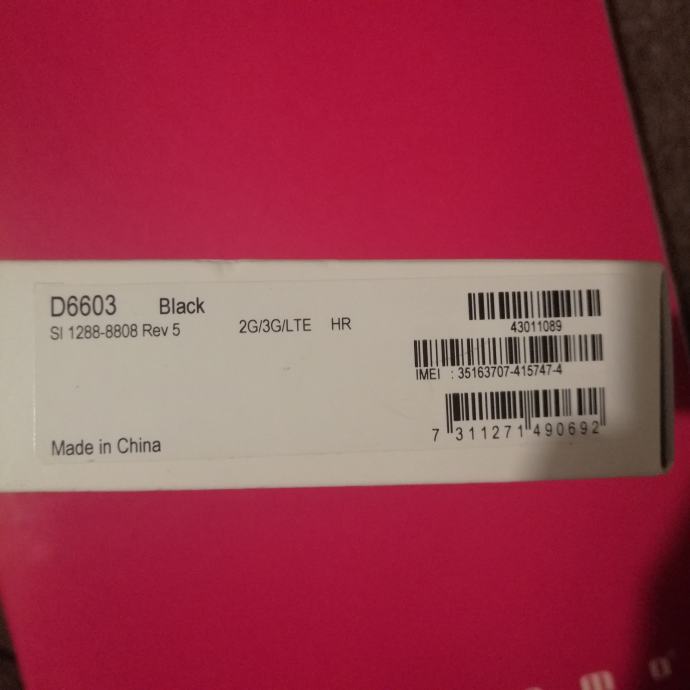 D6603 Black
SI 1288-8808 Rev 5
2G/3G/LTE HR
43011089
IMEI : 35163707-415747-4
7 311271 490692
Made in China